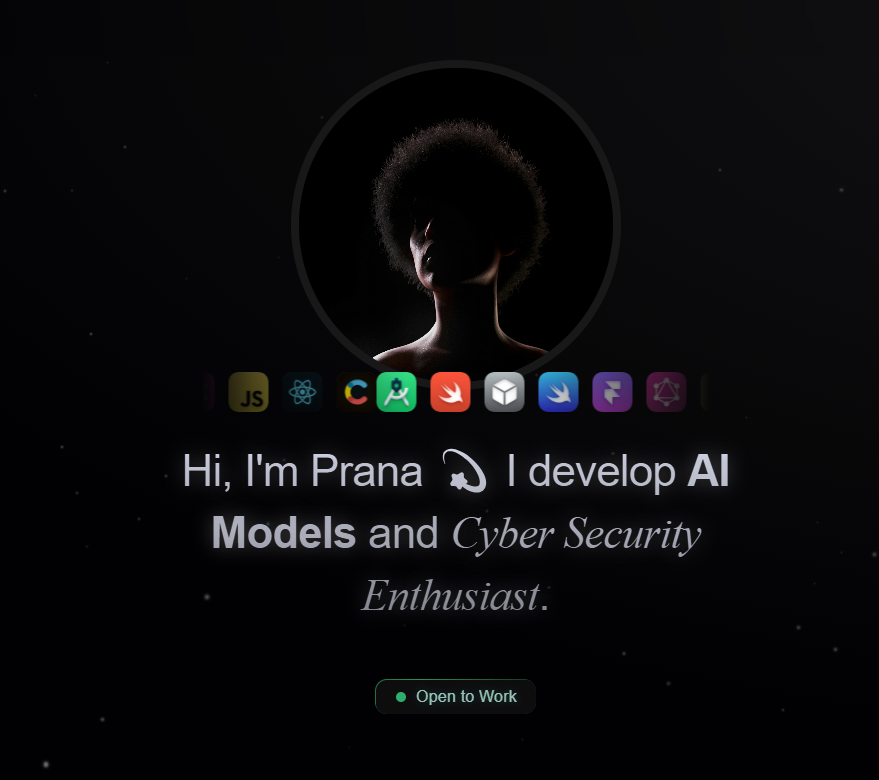 JS
Hi, I'm Prana 💫 I develop AI
Models and Cyber Security
Enthusiast.
Open to Work